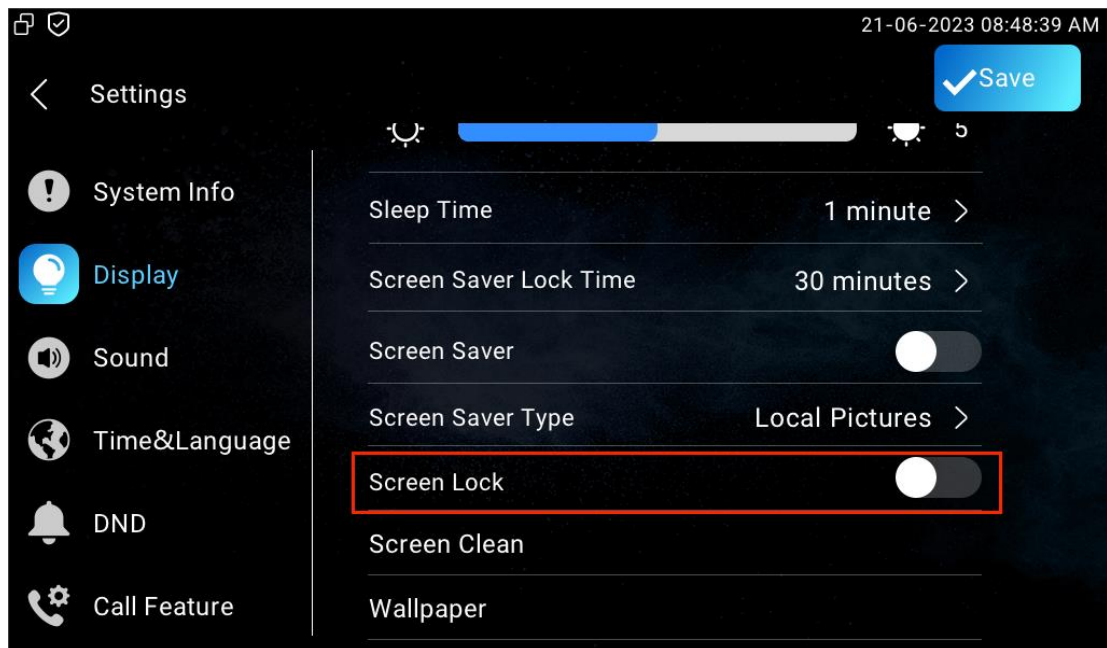 21-06-2023 08:48:39 AM
Settings
Save
5
System Info
Display
Sound
Time&Language
DND
Call Feature
Sleep Time
1 minute
Screen Saver Lock Time
30 minutes
Screen Saver
Screen Saver Type
Local Pictures
Screen Lock
Screen Clean
Wallpaper